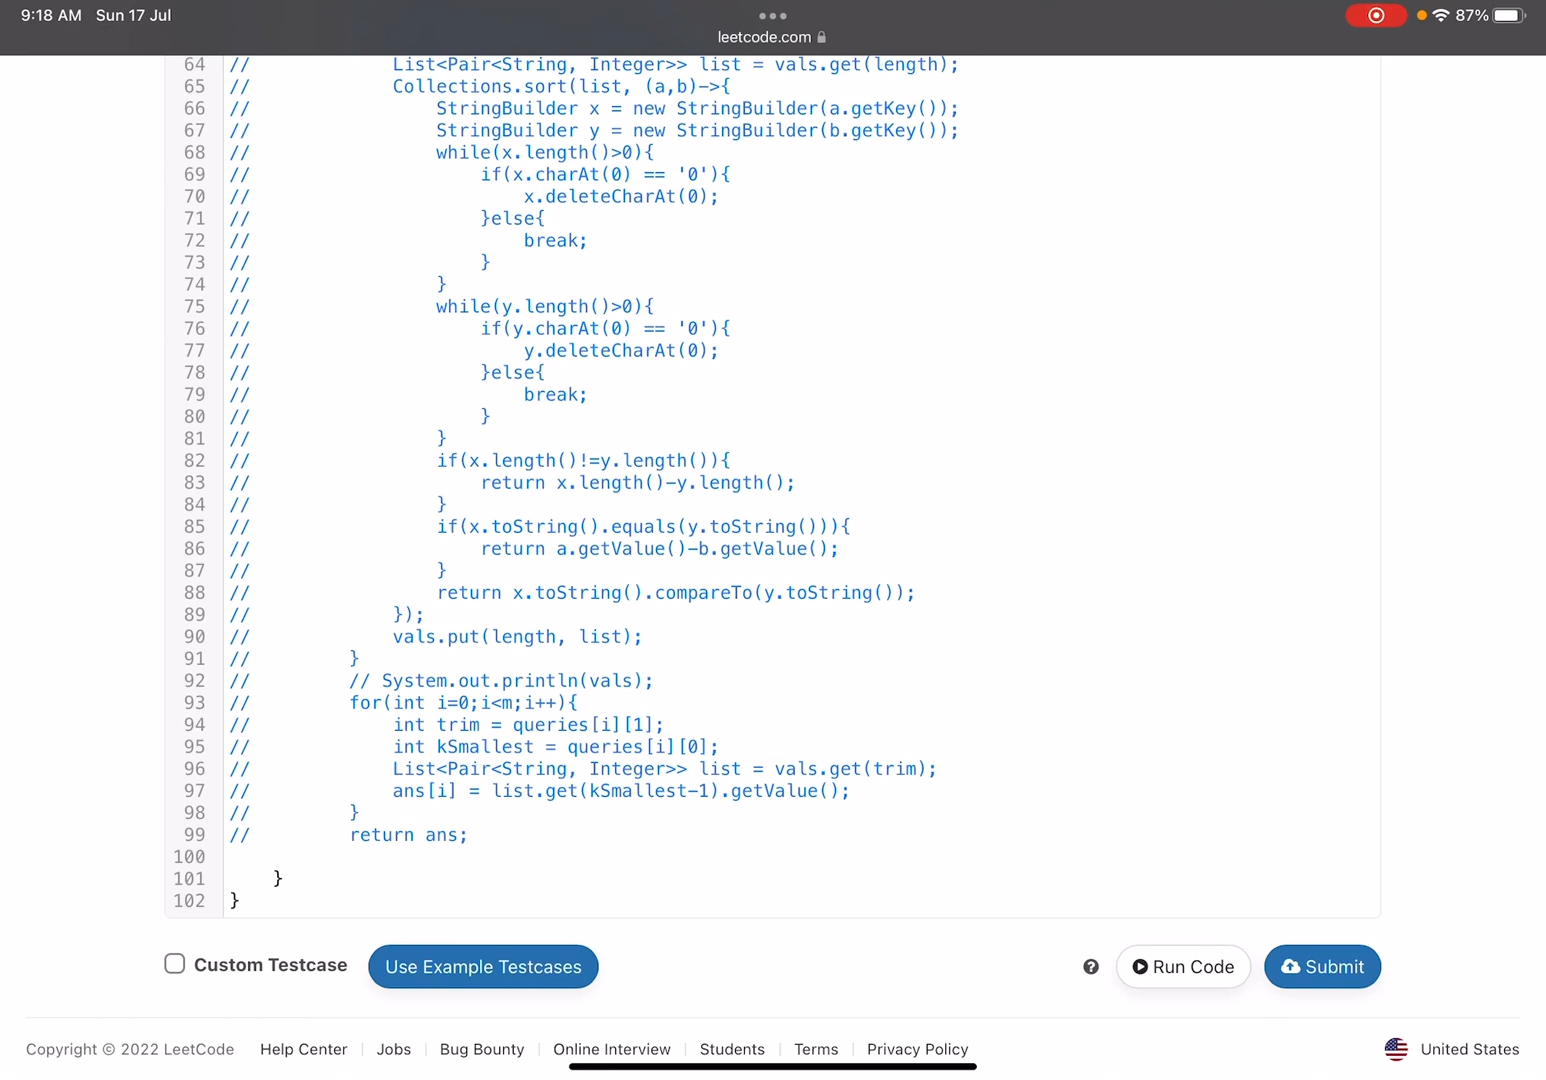 9:18 AM Sun 17 Jul
87%
leetcode.com
64 // List<Pair<String, Integer>> list = vals.get(length);
65 // Collections.sort(list, (a,b)->{
66 // StringBuilder x = new StringBuilder(a.getKey());
67 // StringBuilder y = new StringBuilder(b.getKey());
68 // while(x.length()>0){
69 // if(x.charAt(0) == '0'){
70 // x.deleteCharAt(0);
71 // }else{
72 // break;
73 // }
74 // }
75 // while(y.length()>0){
76 // if(y.charAt(0) == '0'){
77 // y.deleteCharAt(0);
78 // }else{
79 // break;
80 // }
81 // }
82 // if(x.length()!=y.length()){
83 // return x.length()-y.length();
84 // }
85 // if(x.toString().equals(y.toString())){
86 // return a.getValue()-b.getValue();
87 // }
88 // return x.toString().compareTo(y.toString());
89 // });
90 // vals.put(length, list);
91 // }
92 // // System.out.println(vals);
93 // for(int i=0;i<m;i++){
94 // int trim = queries[i][1];
95 // int kSmallest = queries[i][0];
96 // List<Pair<String, Integer>> list = vals.get(trim);
97 // ans[i] = list.get(kSmallest-1).getValue();
98 // }
99 // return ans;
100
101 }
102 }
Custom Testcase Use Example Testcases ? Run Code Submit
Copyright © 2022 LeetCode Help Center Jobs Bug Bounty Online Interview Students Terms Privacy Policy United States